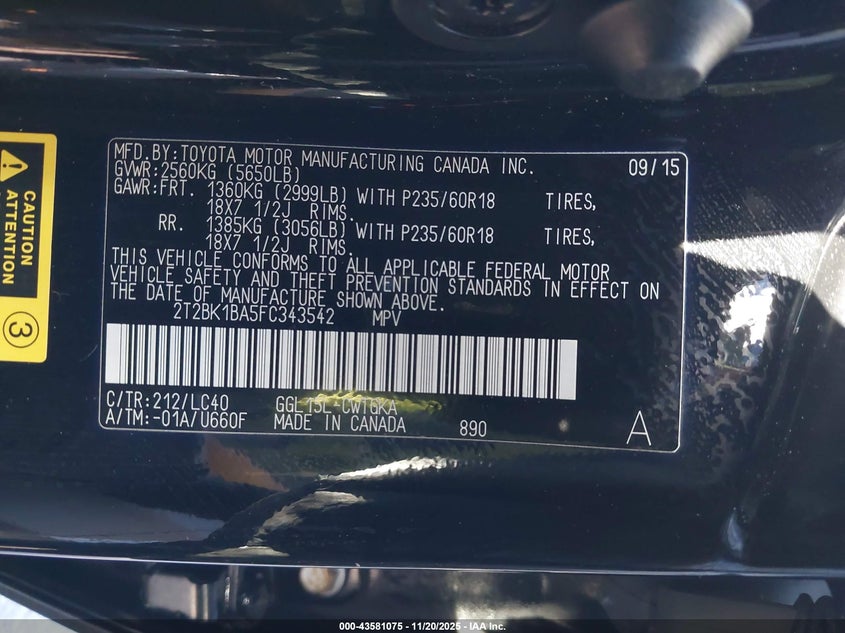 MFD.BY:TOYOTA MOTOR MANUFACTURING CANADA INC. 09/15
GVWR:2560KG (5650LB)
GAWR:FRT. 1360KG (2999LB) WITH P235/60R18 TIRES,
18X7 1/2J RIMS.
RR. 1385KG (3056LB) WITH P235/60R18 TIRES,
18X7 1/2J RIMS.
THIS VEHICLE CONFORMS TO ALL APPLICABLE FEDERAL MOTOR
VEHICLE SAFETY AND THEFT PREVENTION STANDARDS IN EFFECT ON
THE DATE OF MANUFACTURE SHOWN ABOVE.
2T2BK1BA5FC343542 MPV
C/TR:212/LC40 GGL15L-CWTQKA
A/TM:-01A/U660F MADE IN CANADA 890 A
CAUTION
ATTENTION
3
000-43581075 - 11/20/2025 - IAA Inc.